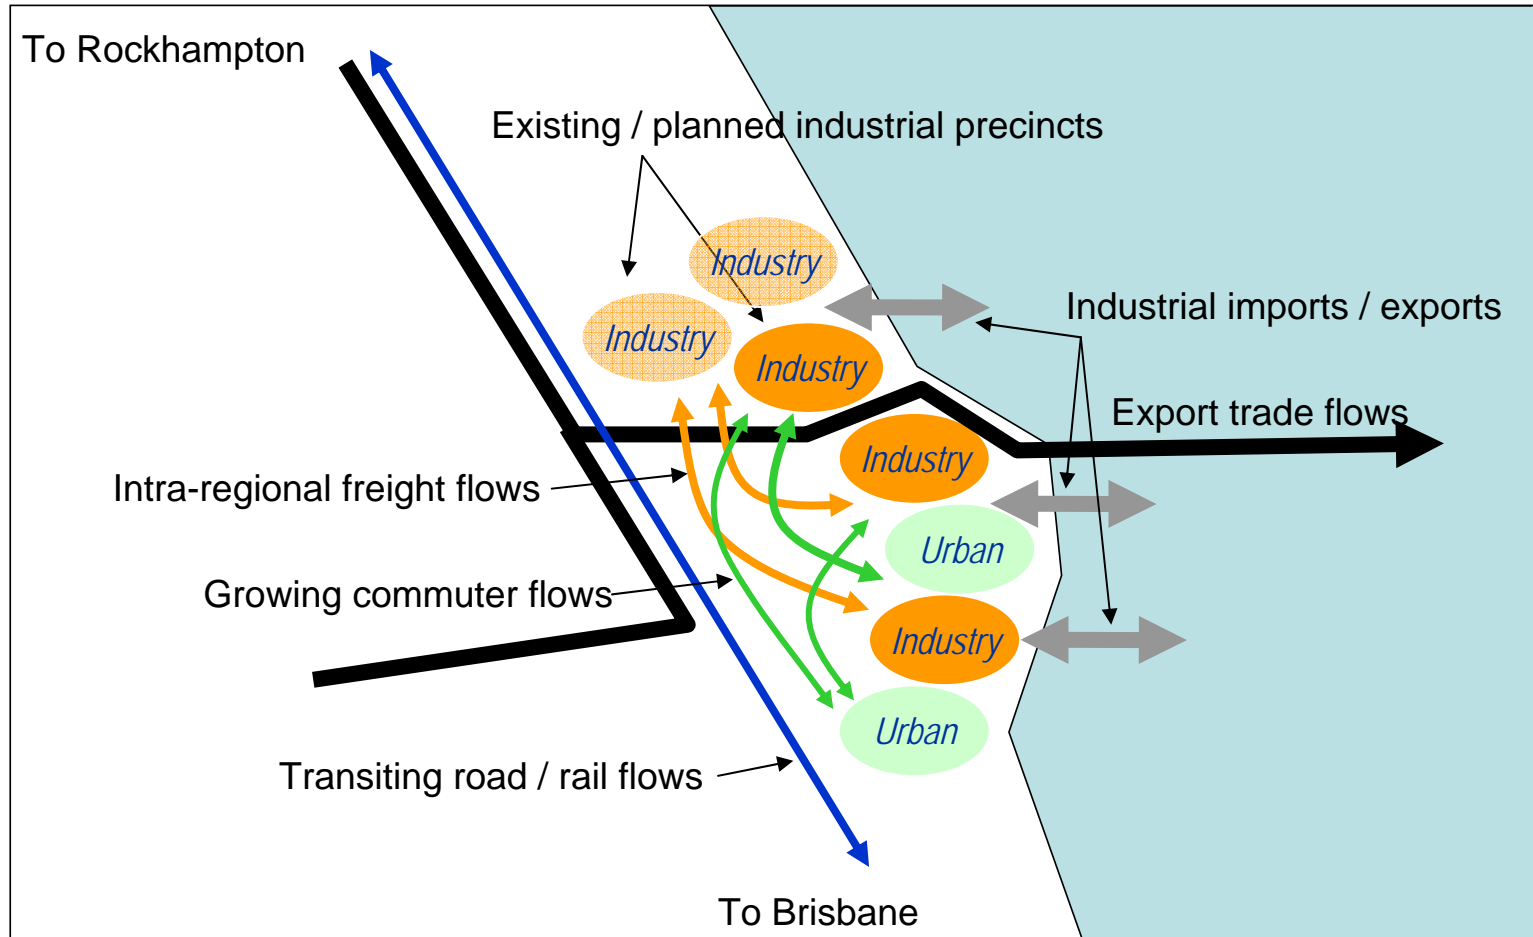 To Rockhampton
Existing / planned industrial precincts
Industry
Industrial imports / exports
Industry
Industry
Export trade flows
Industry
Intra-regional freight flows
Urban
Growing commuter flows
Industry
Urban
Transiting road / rail flows
To Brisbane